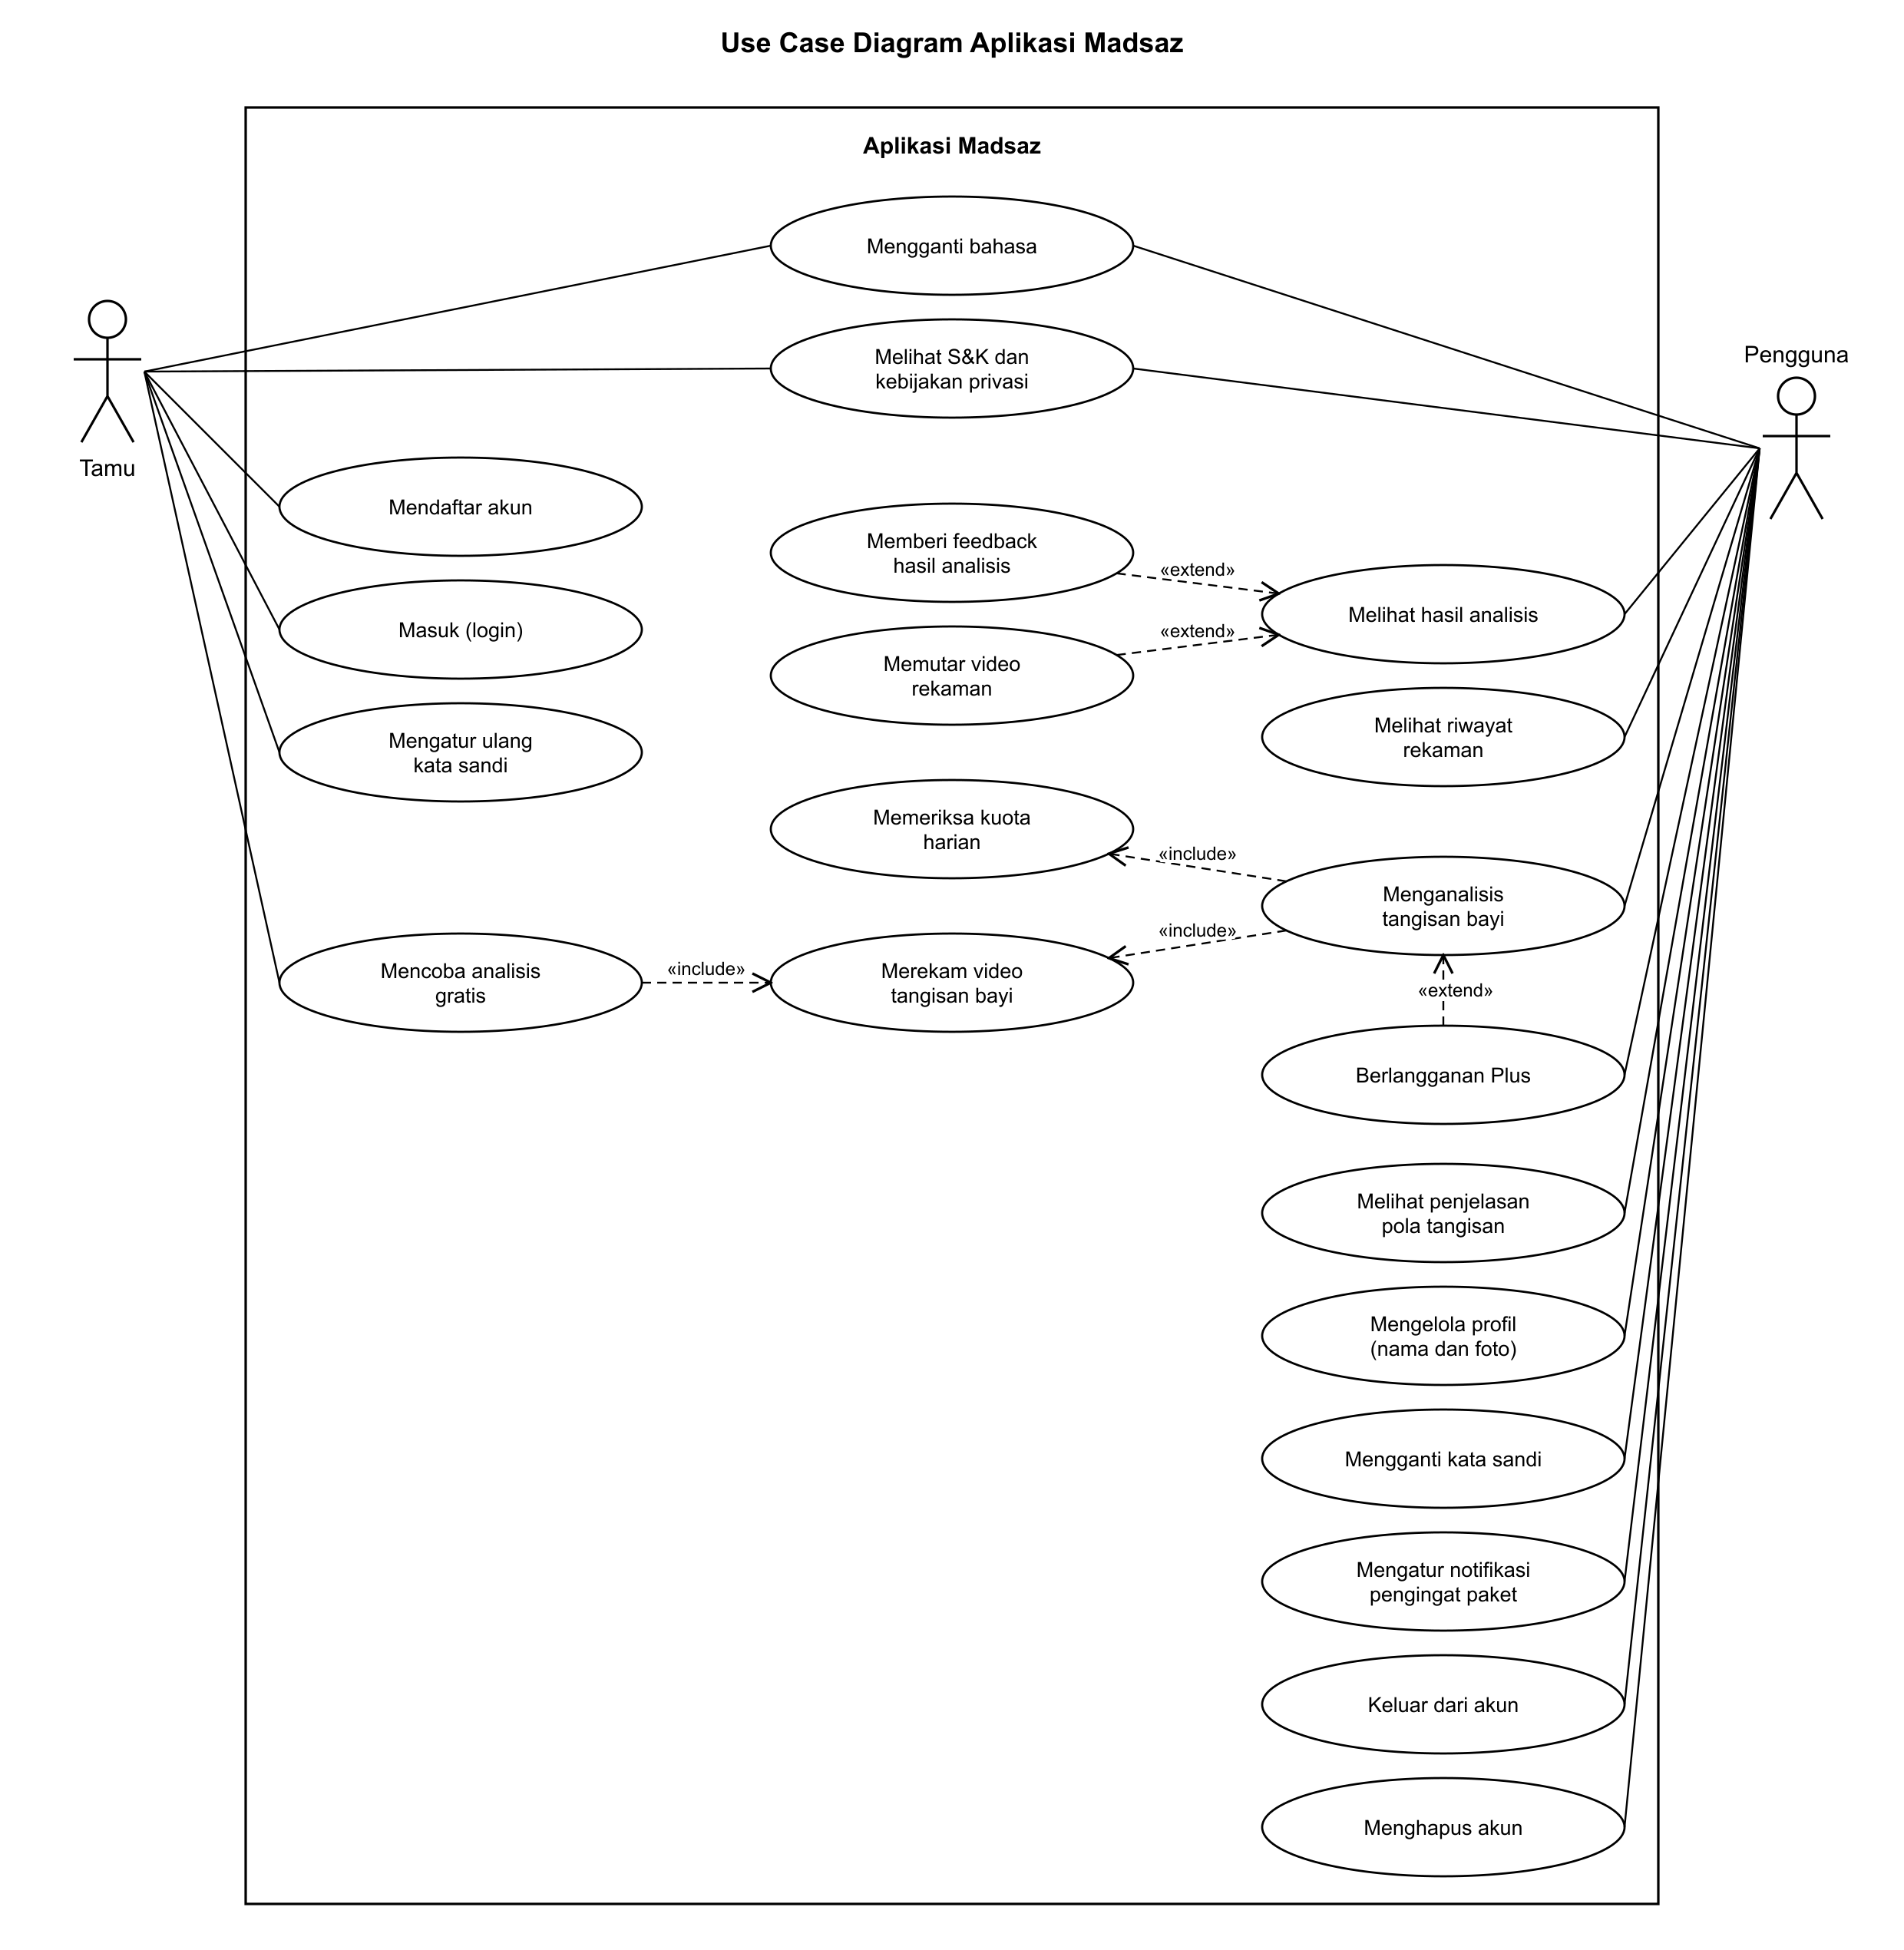 Use Case Diagram Aplikasi Madsaz
Aplikasi Madsaz
Mengganti bahasa
Melihat S&K dan
kebijakan privasi
Pengguna
Tamu
Mendaftar akun
Memberi feedback
hasil analisis
«extend»
Melihat hasil analisis
Masuk (login)
«extend»
Memutar video
rekaman
Melihat riwayat
rekaman
Mengatur ulang
kata sandi
Memeriksa kuota
harian
«include»
Menganalisis
tangisan bayi
«include»
Mencoba analisis
gratis
«include»
Merekam video
tangisan bayi
«extend»
Berlangganan Plus
Melihat penjelasan
pola tangisan
Mengelola profil
(nama dan foto)
Mengganti kata sandi
Mengatur notifikasi
pengingat paket
Keluar dari akun
Menghapus akun